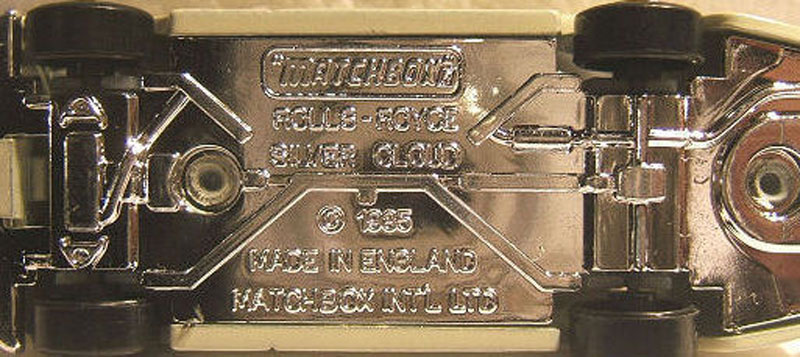 "MATCHBOX"
ROLLS-ROYCE
SILVER CLOUD
© 1985
MADE IN ENGLAND
MATCHBOX INT'L LTD